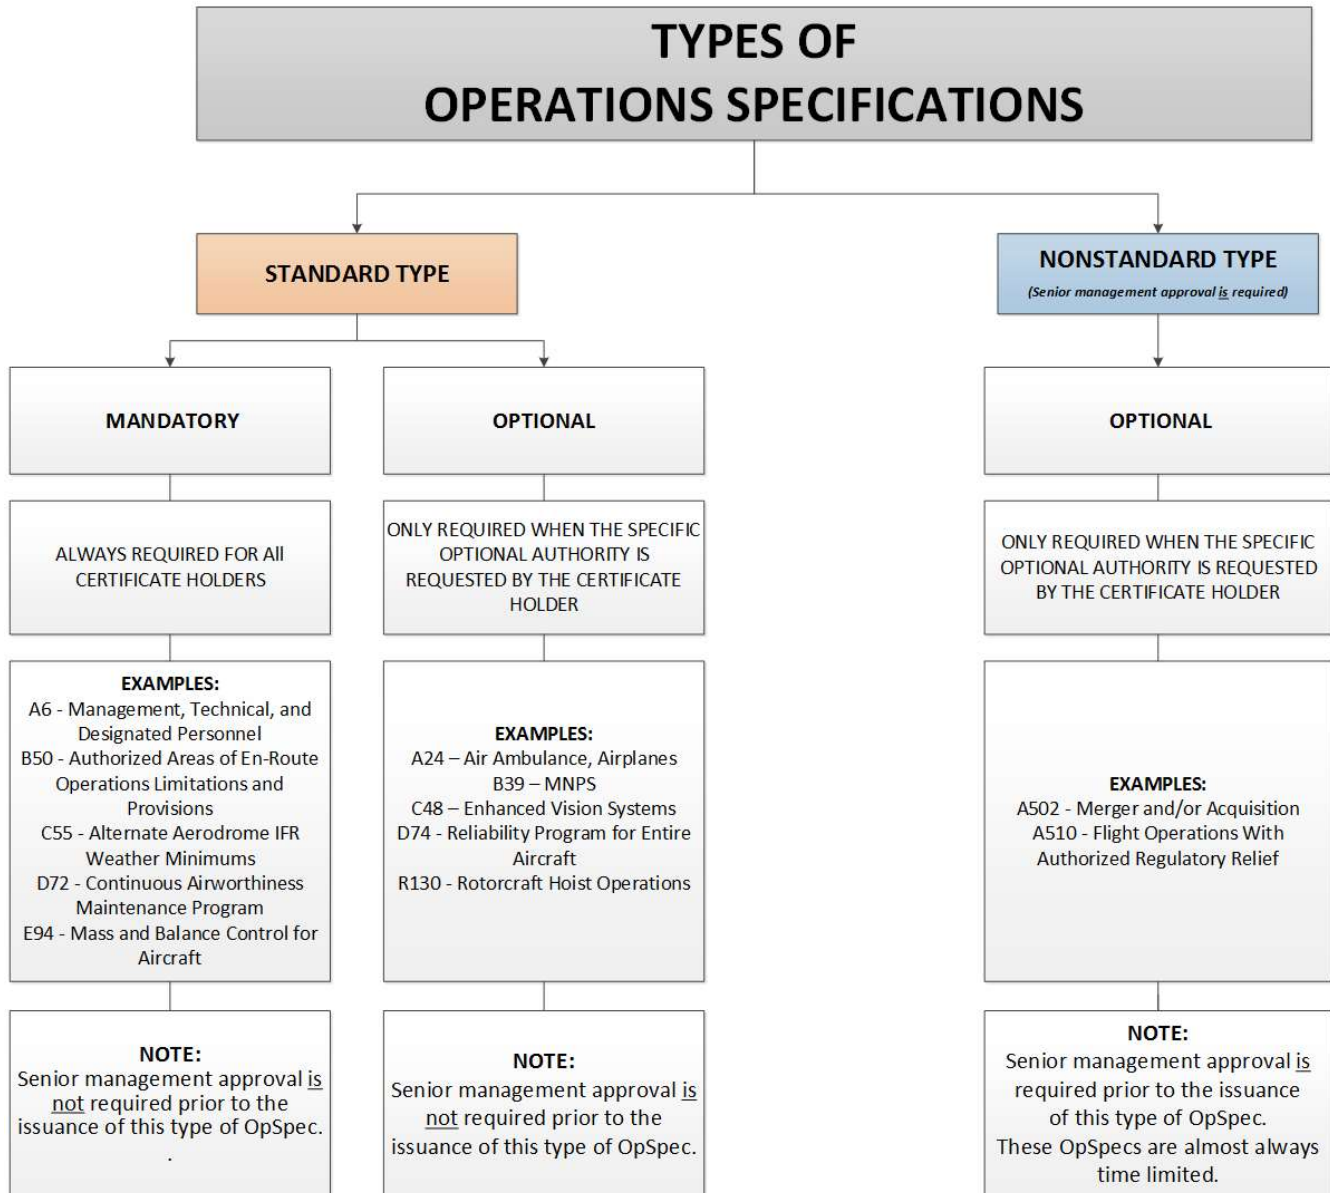 TYPES OF
OPERATIONS SPECIFICATIONS
STANDARD TYPE
NONSTANDARD TYPE
(Senior management approval is required)
MANDATORY
OPTIONAL
OPTIONAL
ALWAYS REQUIRED FOR All
CERTIFICATE HOLDERS
ONLY REQUIRED WHEN THE SPECIFIC
OPTIONAL AUTHORITY IS
REQUESTED BY THE CERTIFICATE
HOLDER
ONLY REQUIRED WHEN THE SPECIFIC
OPTIONAL AUTHORITY IS REQUESTED
BY THE CERTIFICATE HOLDER
EXAMPLES:
A6 - Management, Technical, and
Designated Personnel
B50 - Authorized Areas of En-Route
Operations Limitations and
Provisions
C55 - Alternate Aerodrome IFR
Weather Minimums
D72 - Continuous Airworthiness
Maintenance Program
E94 - Mass and Balance Control for
Aircraft
EXAMPLES:
A24 – Air Ambulance, Airplanes
B39 – MNPS
C48 – Enhanced Vision Systems
D74 - Reliability Program for Entire
Aircraft
R130 - Rotorcraft Hoist Operations
EXAMPLES:
A502 - Merger and/or Acquisition
A510 - Flight Operations With
Authorized Regulatory Relief
NOTE:
Senior management approval is
not required prior to the
issuance of this type of OpSpec.
.
NOTE:
Senior management approval is
not required prior to the
issuance of this type of OpSpec.
NOTE:
Senior management approval is
required prior to the issuance
of this type of OpSpec.
These OpSpecs are almost always
time limited.